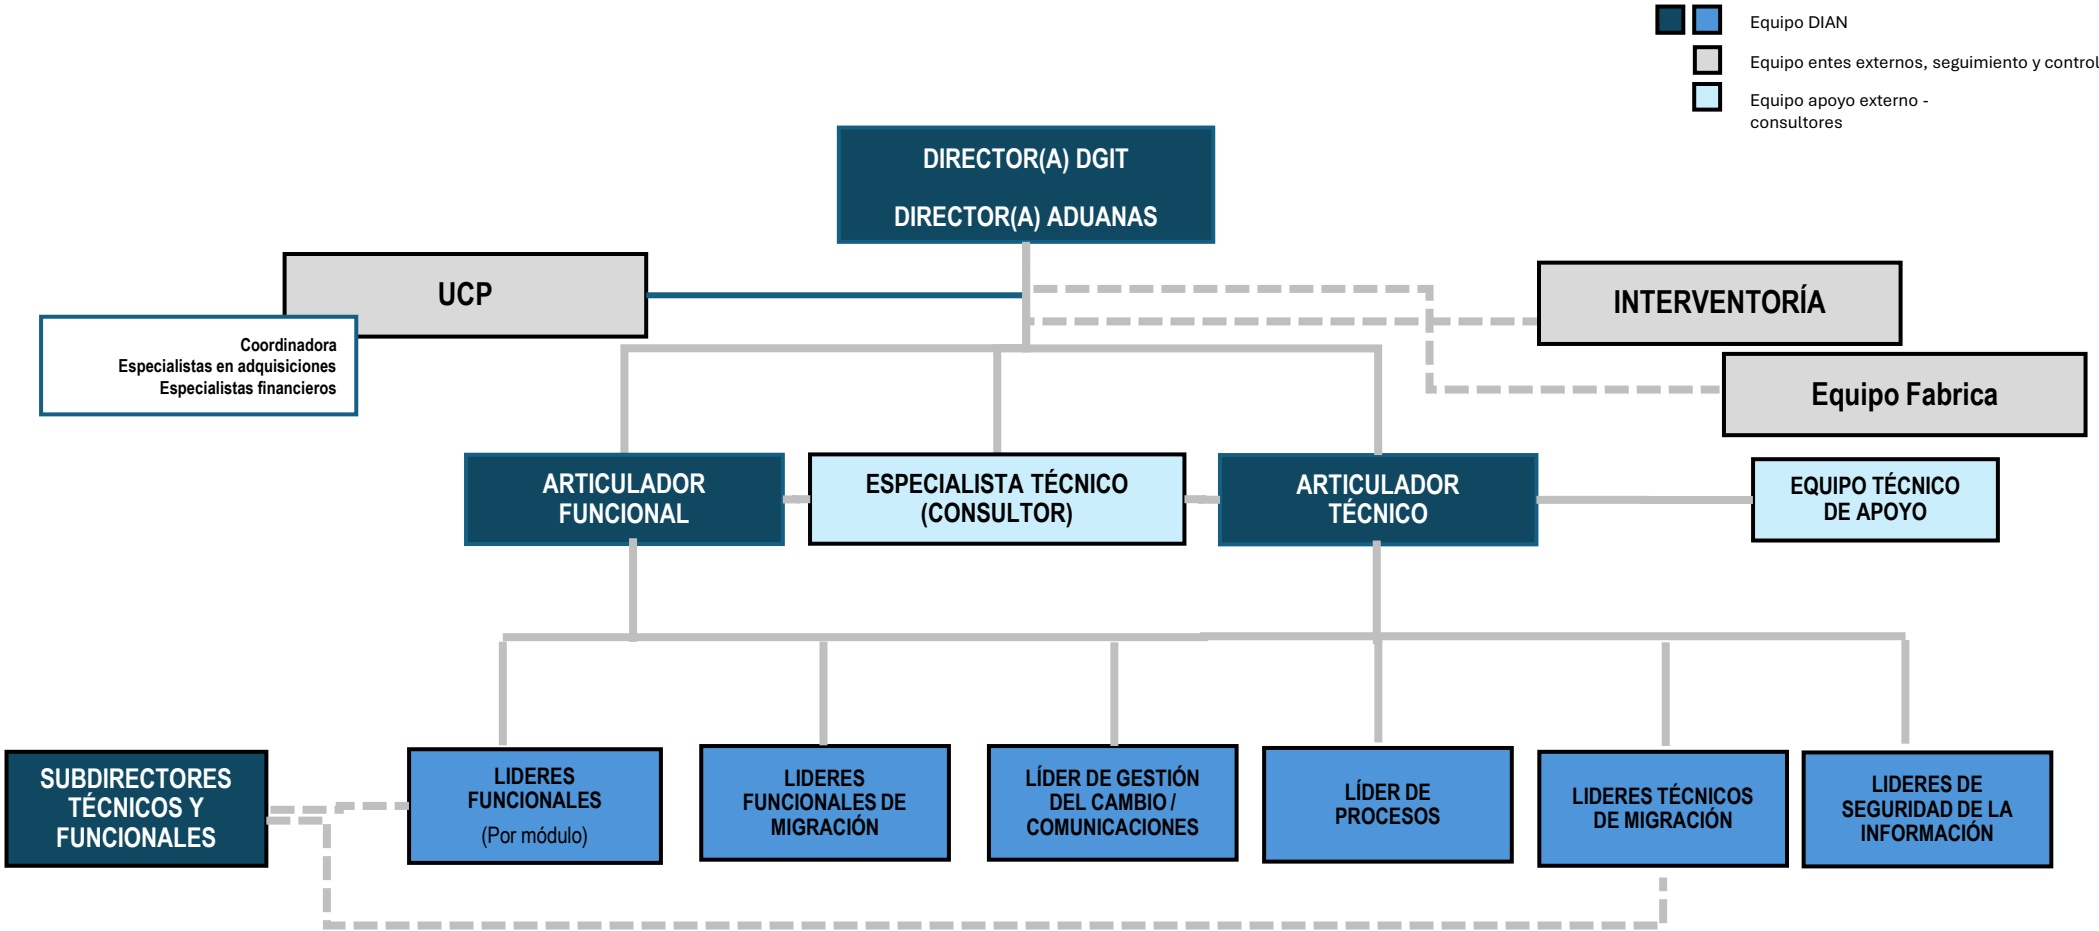 Equipo DIAN
Equipo entes externos, seguimiento y control
Equipo apoyo externo -
consultores
DIRECTOR(A) DGIT
DIRECTOR(A) ADUANAS
UCP
Coordinadora
Especialistas en adquisiciones
Especialistas financieros
INTERVENTORÍA
Equipo Fabrica
ARTICULADOR
FUNCIONAL
ESPECIALISTA TÉCNICO
(CONSULTOR)
ARTICULADOR
TÉCNICO
EQUIPO TÉCNICO
DE APOYO
SUBDIRECTORES
TÉCNICOS Y
FUNCIONALES
LIDERES
FUNCIONALES
(Por módulo)
LIDERES
FUNCIONALES DE
MIGRACIÓN
LÍDER DE GESTIÓN
DEL CAMBIO /
COMUNICACIONES
LÍDER DE
PROCESOS
LIDERES TÉCNICOS
DE MIGRACIÓN
LIDERES DE
SEGURIDAD DE LA
INFORMACIÓN